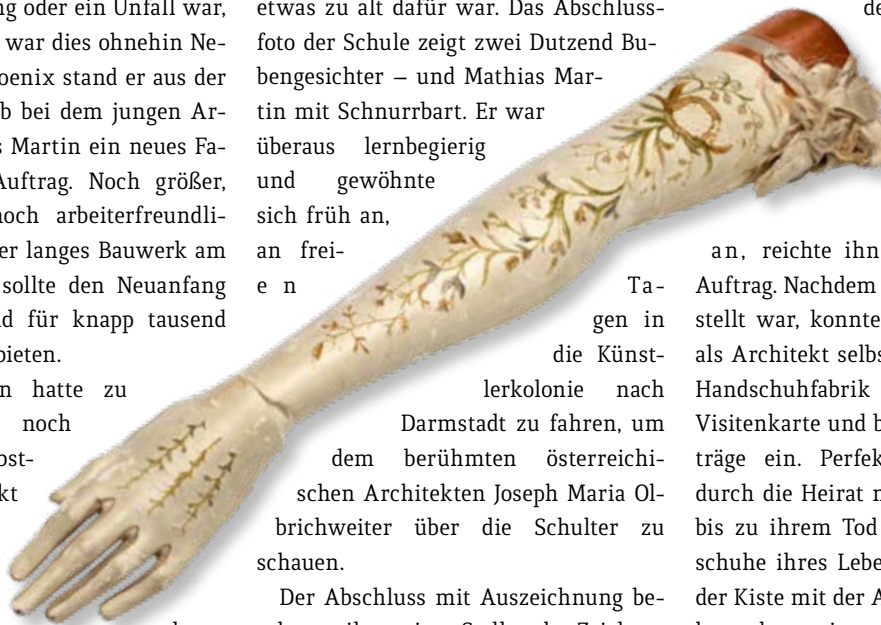 ng oder ein Unfall war,
war dies ohnehin Ne-
oenix stand er aus der
b bei dem jungen Ar-
s Martin ein neues Fa-
Auftrag. Noch größer,
noch arbeiterfreundli-
er langes Bauwerk am
sollte den Neuanfang
nd für knapp tausend
bieten.
n hatte zu
noch
bst-
kt
etwas zu alt dafür war. Das Abschluss-
foto der Schule zeigt zwei Dutzend Bu-
bengesichter – und Mathias Mar-
tin mit Schnurrbart. Er war
überaus lernbegierig
und gewöhnte
sich früh an,
an frei-
e n Ta-
gen in
die Künst-
lerkolonie nach
Darmstadt zu fahren, um
dem berühmten österreichi-
schen Architekten Joseph Maria Ol-
brichweiter über die Schulter zu
schauen.
Der Abschluss mit Auszeichnung be-
de
an, reichte ihn
Auftrag. Nachdem
stellt war, konnte
als Architekt selbs
Handschuhfabrik
Visitenkarte und b
träge ein. Perfek
durch die Heirat m
bis zu ihrem Tod
schuhe ihres Lebe
der Kiste mit der A